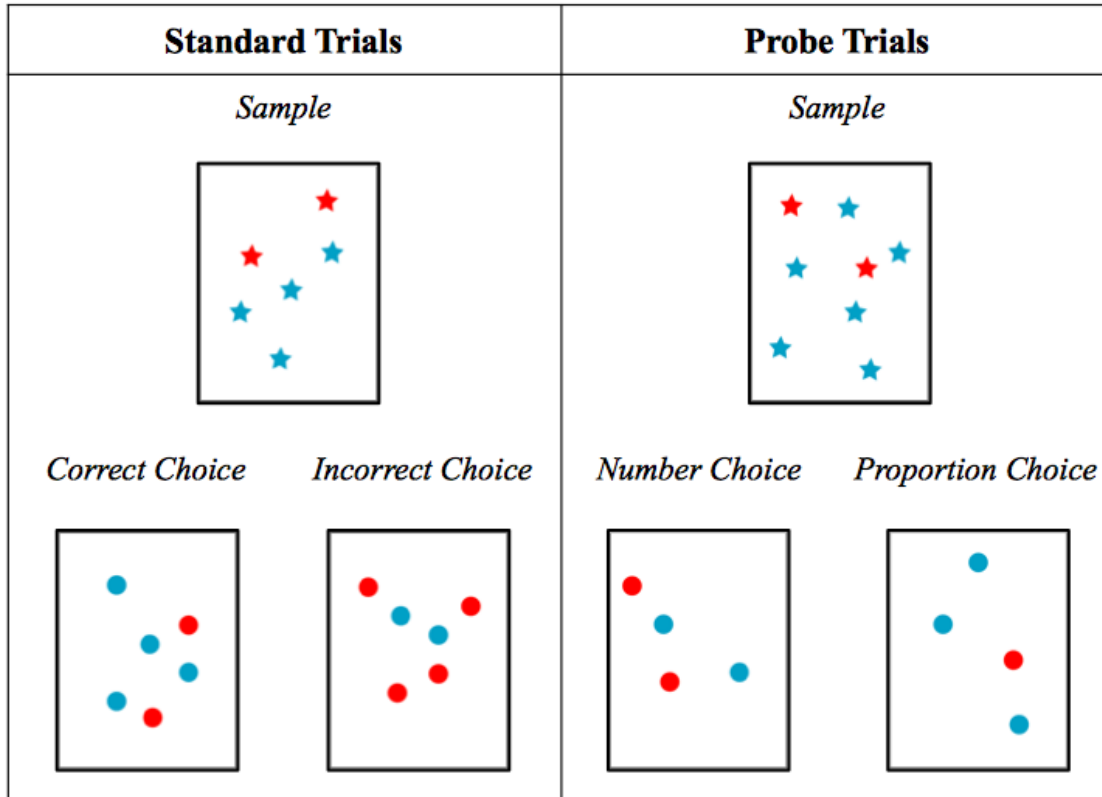 Standard Trials
Probe Trials
Sample
Sample
Correct Choice
Incorrect Choice
Number Choice
Proportion Choice